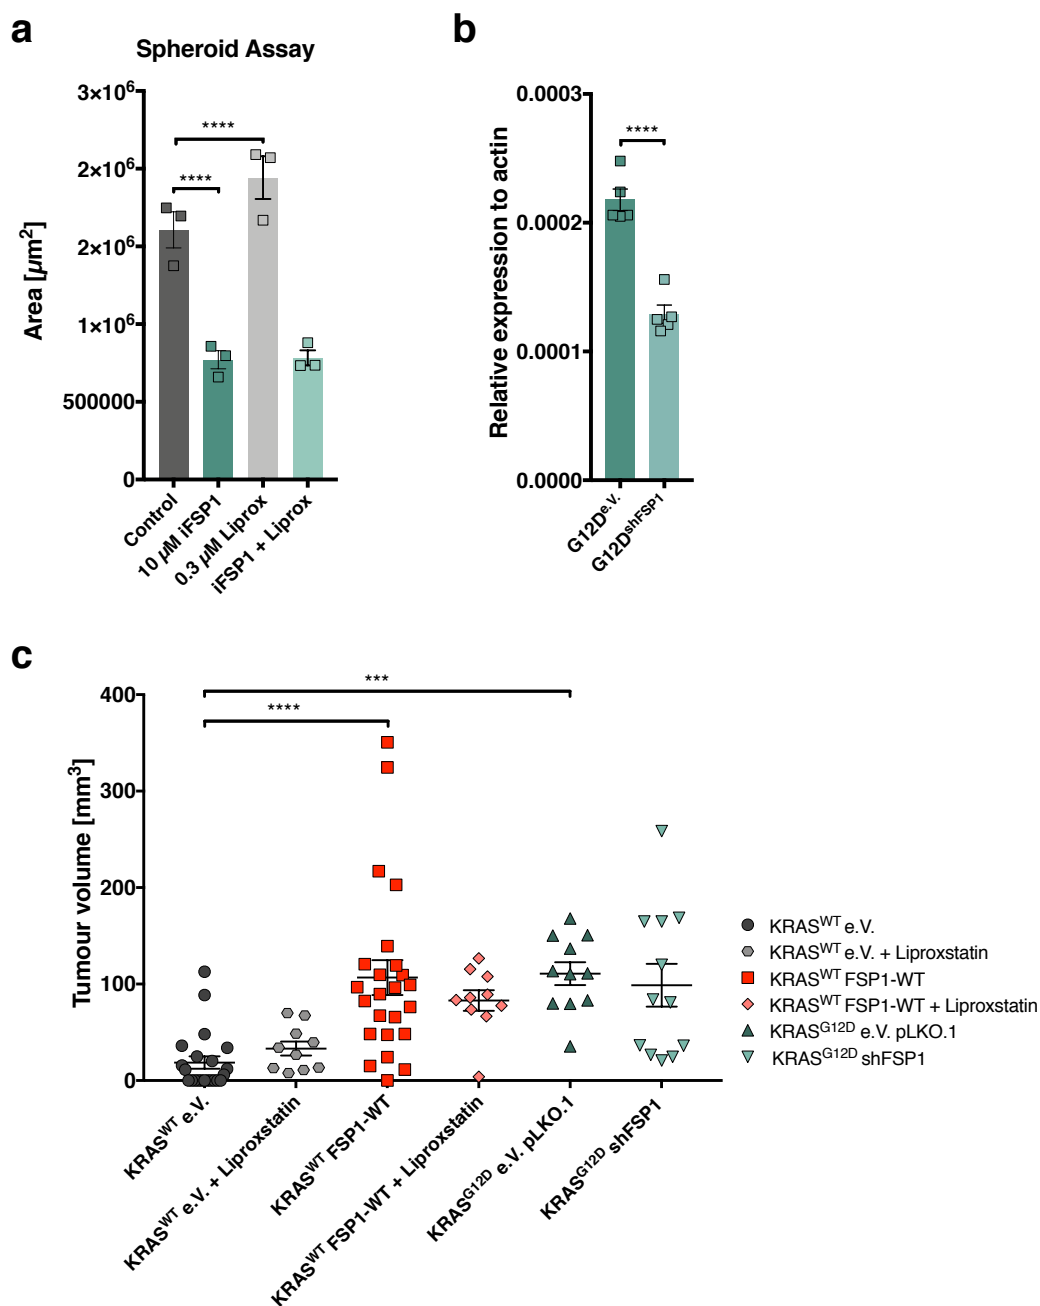 a
Spheroid Assay
Area [µm²]
3×10⁶
2×10⁶
2×10⁶
1×10⁶
500000
0
****
****
Control
10 µM iFSP1
0.3 µM Liprox
iFSP1 + Liprox
b
Relative expression to actin
0.0003
0.0002
0.0001
0.0000
****
G12Dᵉ·ⱽ·
G12DˢʰFSP1
c
Tumour volume [mm³]
400
300
200
100
0
***
****
KRASᵂᵀ e.V.
KRASᵂᵀ e.V. + Liproxstatin
KRASᵂᵀ FSP1-WT
KRASᵂᵀ FSP1-WT + Liproxstatin
KRASᴳ¹²ᴰ e.V. pLKO.1
KRASᴳ¹²ᴰ shFSP1
KRASᵂᵀ e.V.
KRASᵂᵀ e.V. + Liproxstatin
KRASᵂᵀ FSP1-WT
KRASᵂᵀ FSP1-WT + Liproxstatin
KRASᴳ¹²ᴰ e.V. pLKO.1
KRASᴳ¹²ᴰ shFSP1